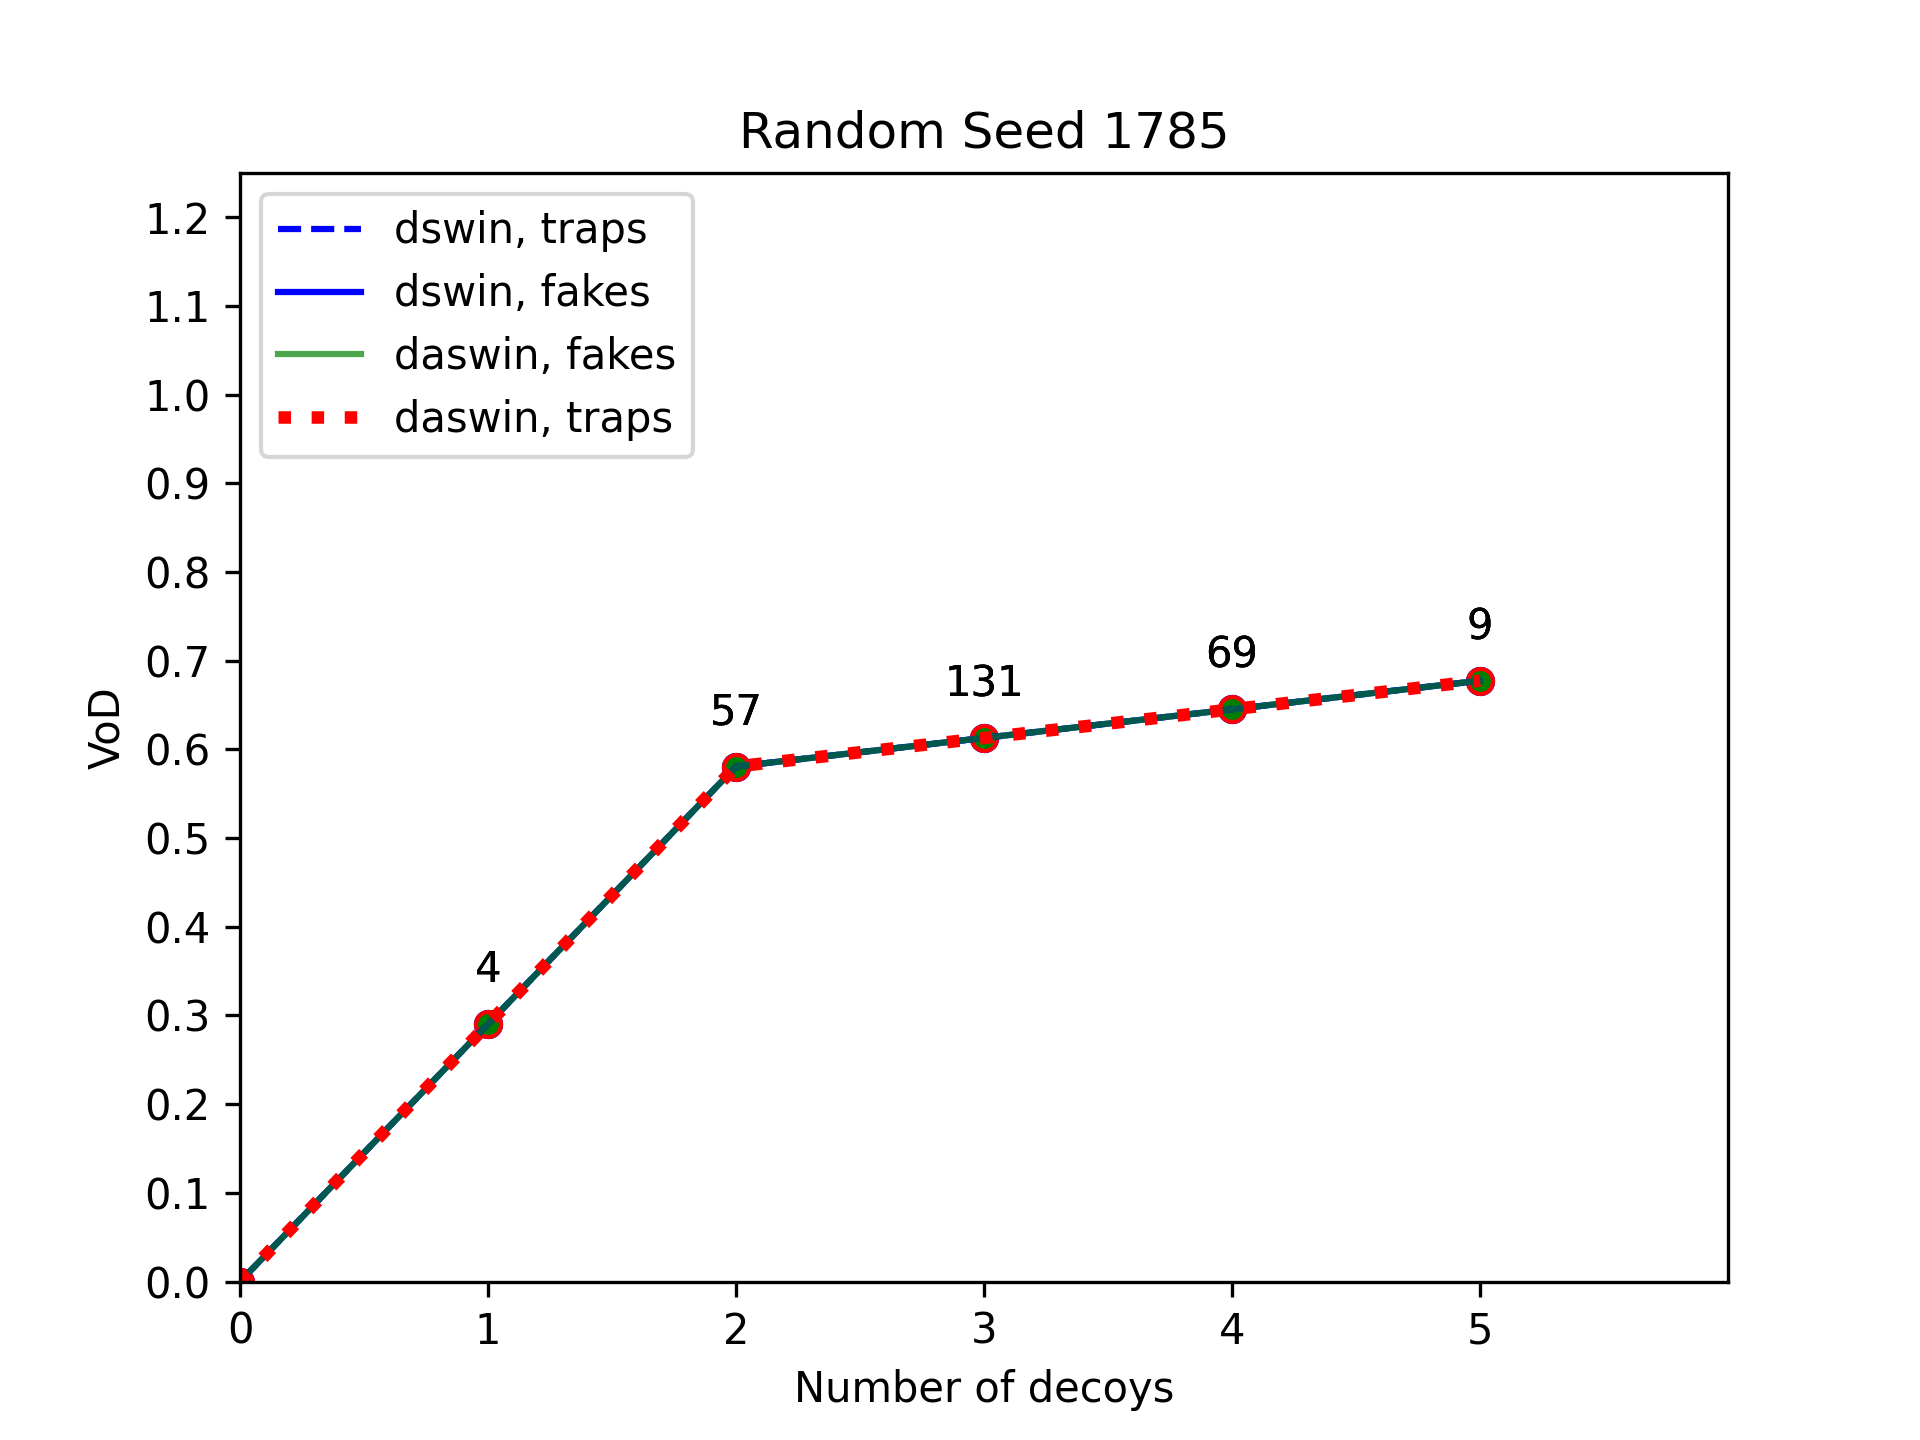 Random Seed 1785
dswin, traps
dswin, fakes
daswin, fakes
daswin, traps
1.2
1.1
1.0
0.9
0.8
0.7
0.6
0.5
0.4
0.3
0.2
0.1
0.0
VoD
4
57
131
69
9
0 1 2 3 4 5
Number of decoys